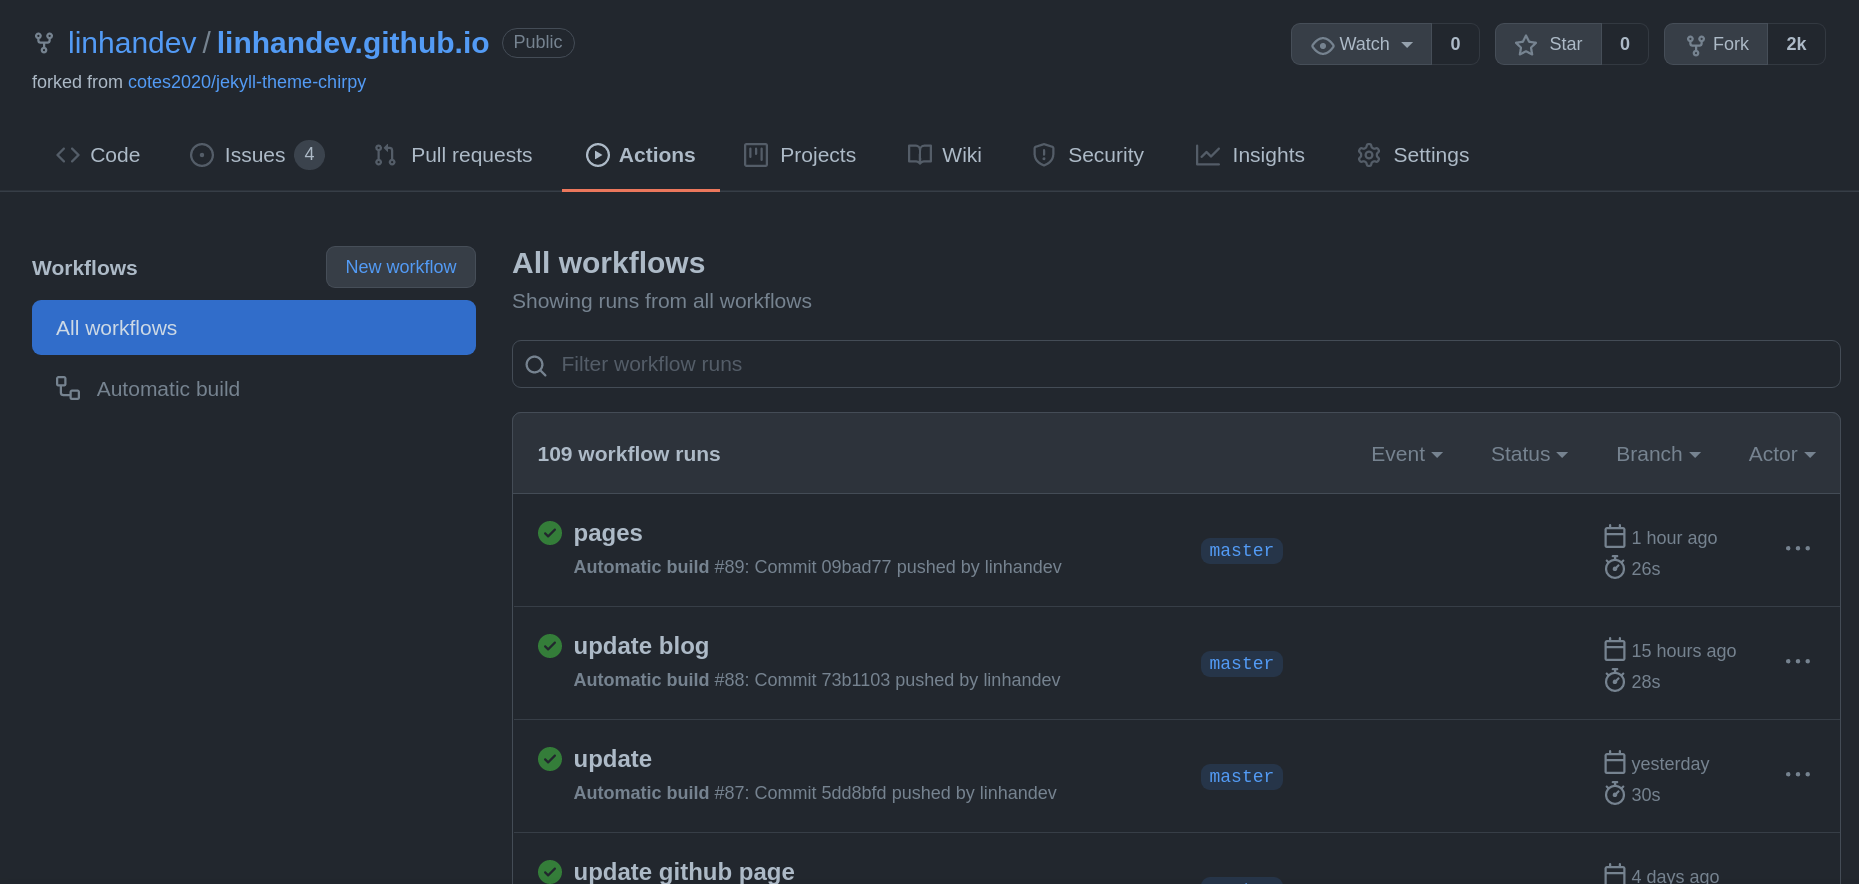 linhandev / linhandev.github.io Public
Watch 0 Star 0 Fork 2k
forked from cotes2020/jekyll-theme-chirpy
Code Issues 4 Pull requests Actions Projects Wiki Security Insights Settings
Workflows New workflow
All workflows
Automatic build
All workflows
Showing runs from all workflows
Filter workflow runs
109 workflow runs Event Status Branch Actor
pages
Automatic build #89: Commit 09bad77 pushed by linhandev
master
1 hour ago
26s
update blog
Automatic build #88: Commit 73b1103 pushed by linhandev
master
15 hours ago
28s
update
Automatic build #87: Commit 5dd8bfd pushed by linhandev
master
yesterday
30s
update github page
4 days ago